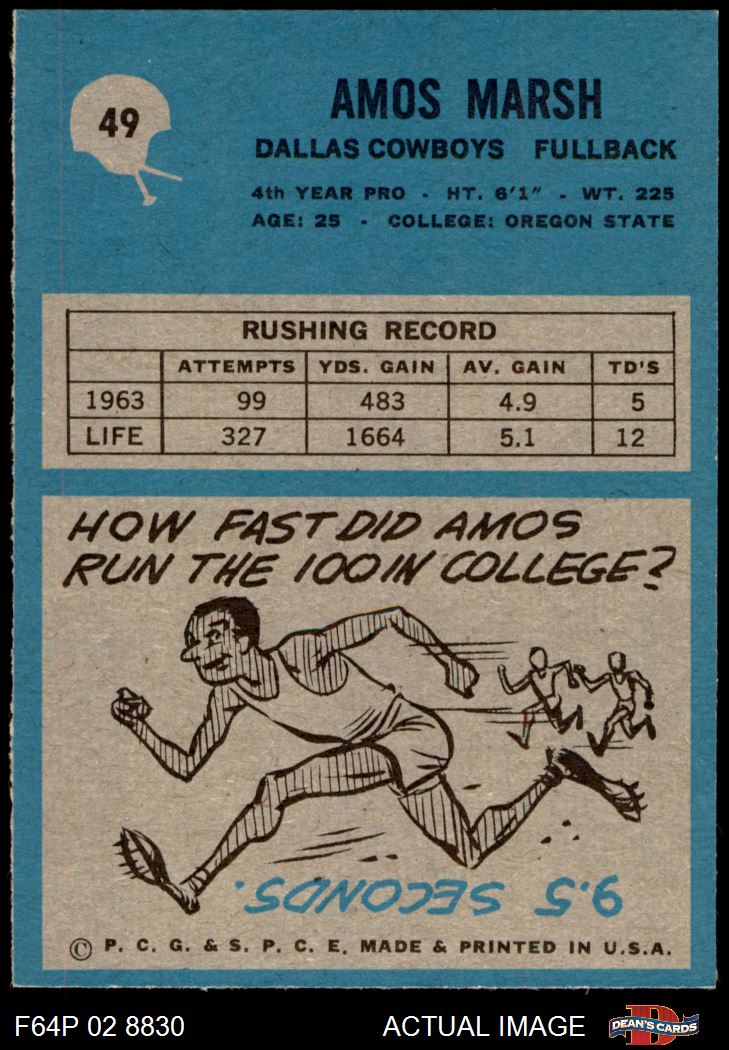 49
AMOS MARSH
DALLAS COWBOYS FULLBACK
4th YEAR PRO - HT. 6'1" - WT. 225
AGE: 25 - COLLEGE: OREGON STATE
RUSHING RECORD
ATTEMPTS YDS. GAIN AV. GAIN TD'S
1963 99 483 4.9 5
LIFE 327 1664 5.1 12
HOW FAST DID AMOS
RUN THE 100 IN COLLEGE?
9.5 SECONDS.
© P. C. G. & S. P. C. E. MADE & PRINTED IN U.S.A.
F64P 02 8830 ACTUAL IMAGE D DEAN'S CARDS